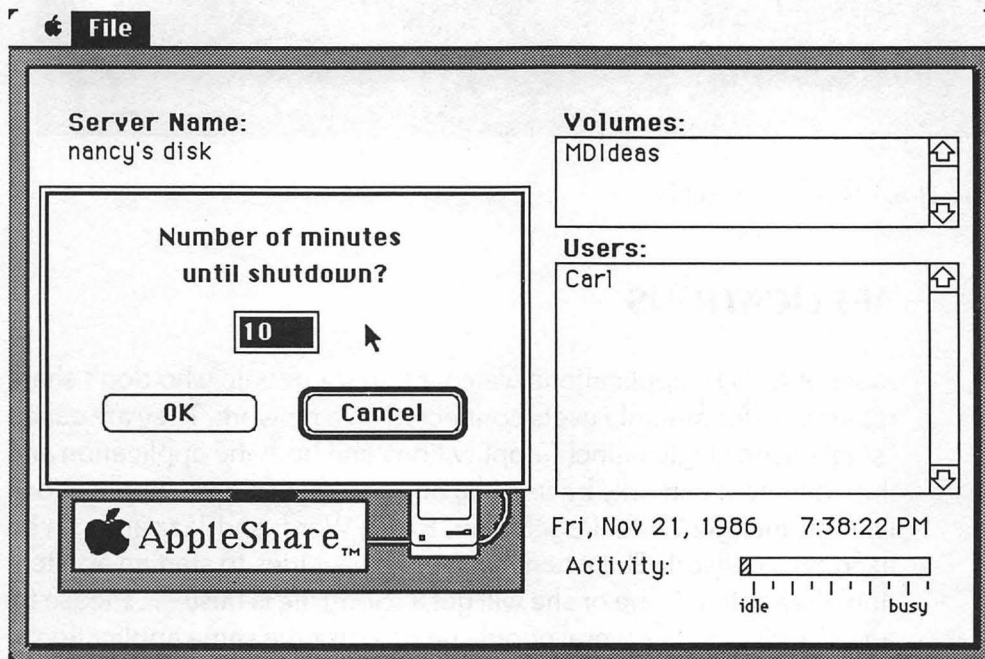 File
Server Name:
nancy's disk
Number of minutes
until shutdown?
10
OK
Cancel
AppleShare™
Volumes:
MDIdeas
Users:
Carl
Fri, Nov 21, 1986 7:38:22 PM
Activity:
idle busy